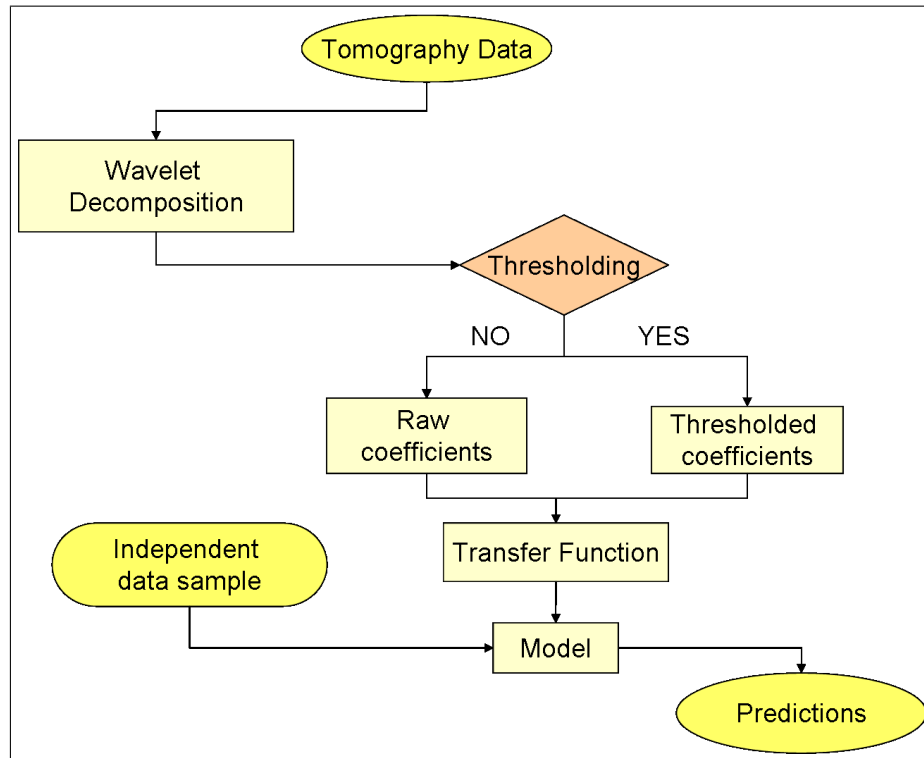 Tomography Data
Wavelet
Decomposition
Thresholding
NO
YES
Raw
coefficients
Thresholded
coefficients
Transfer Function
Independent
data sample
Model
Predictions